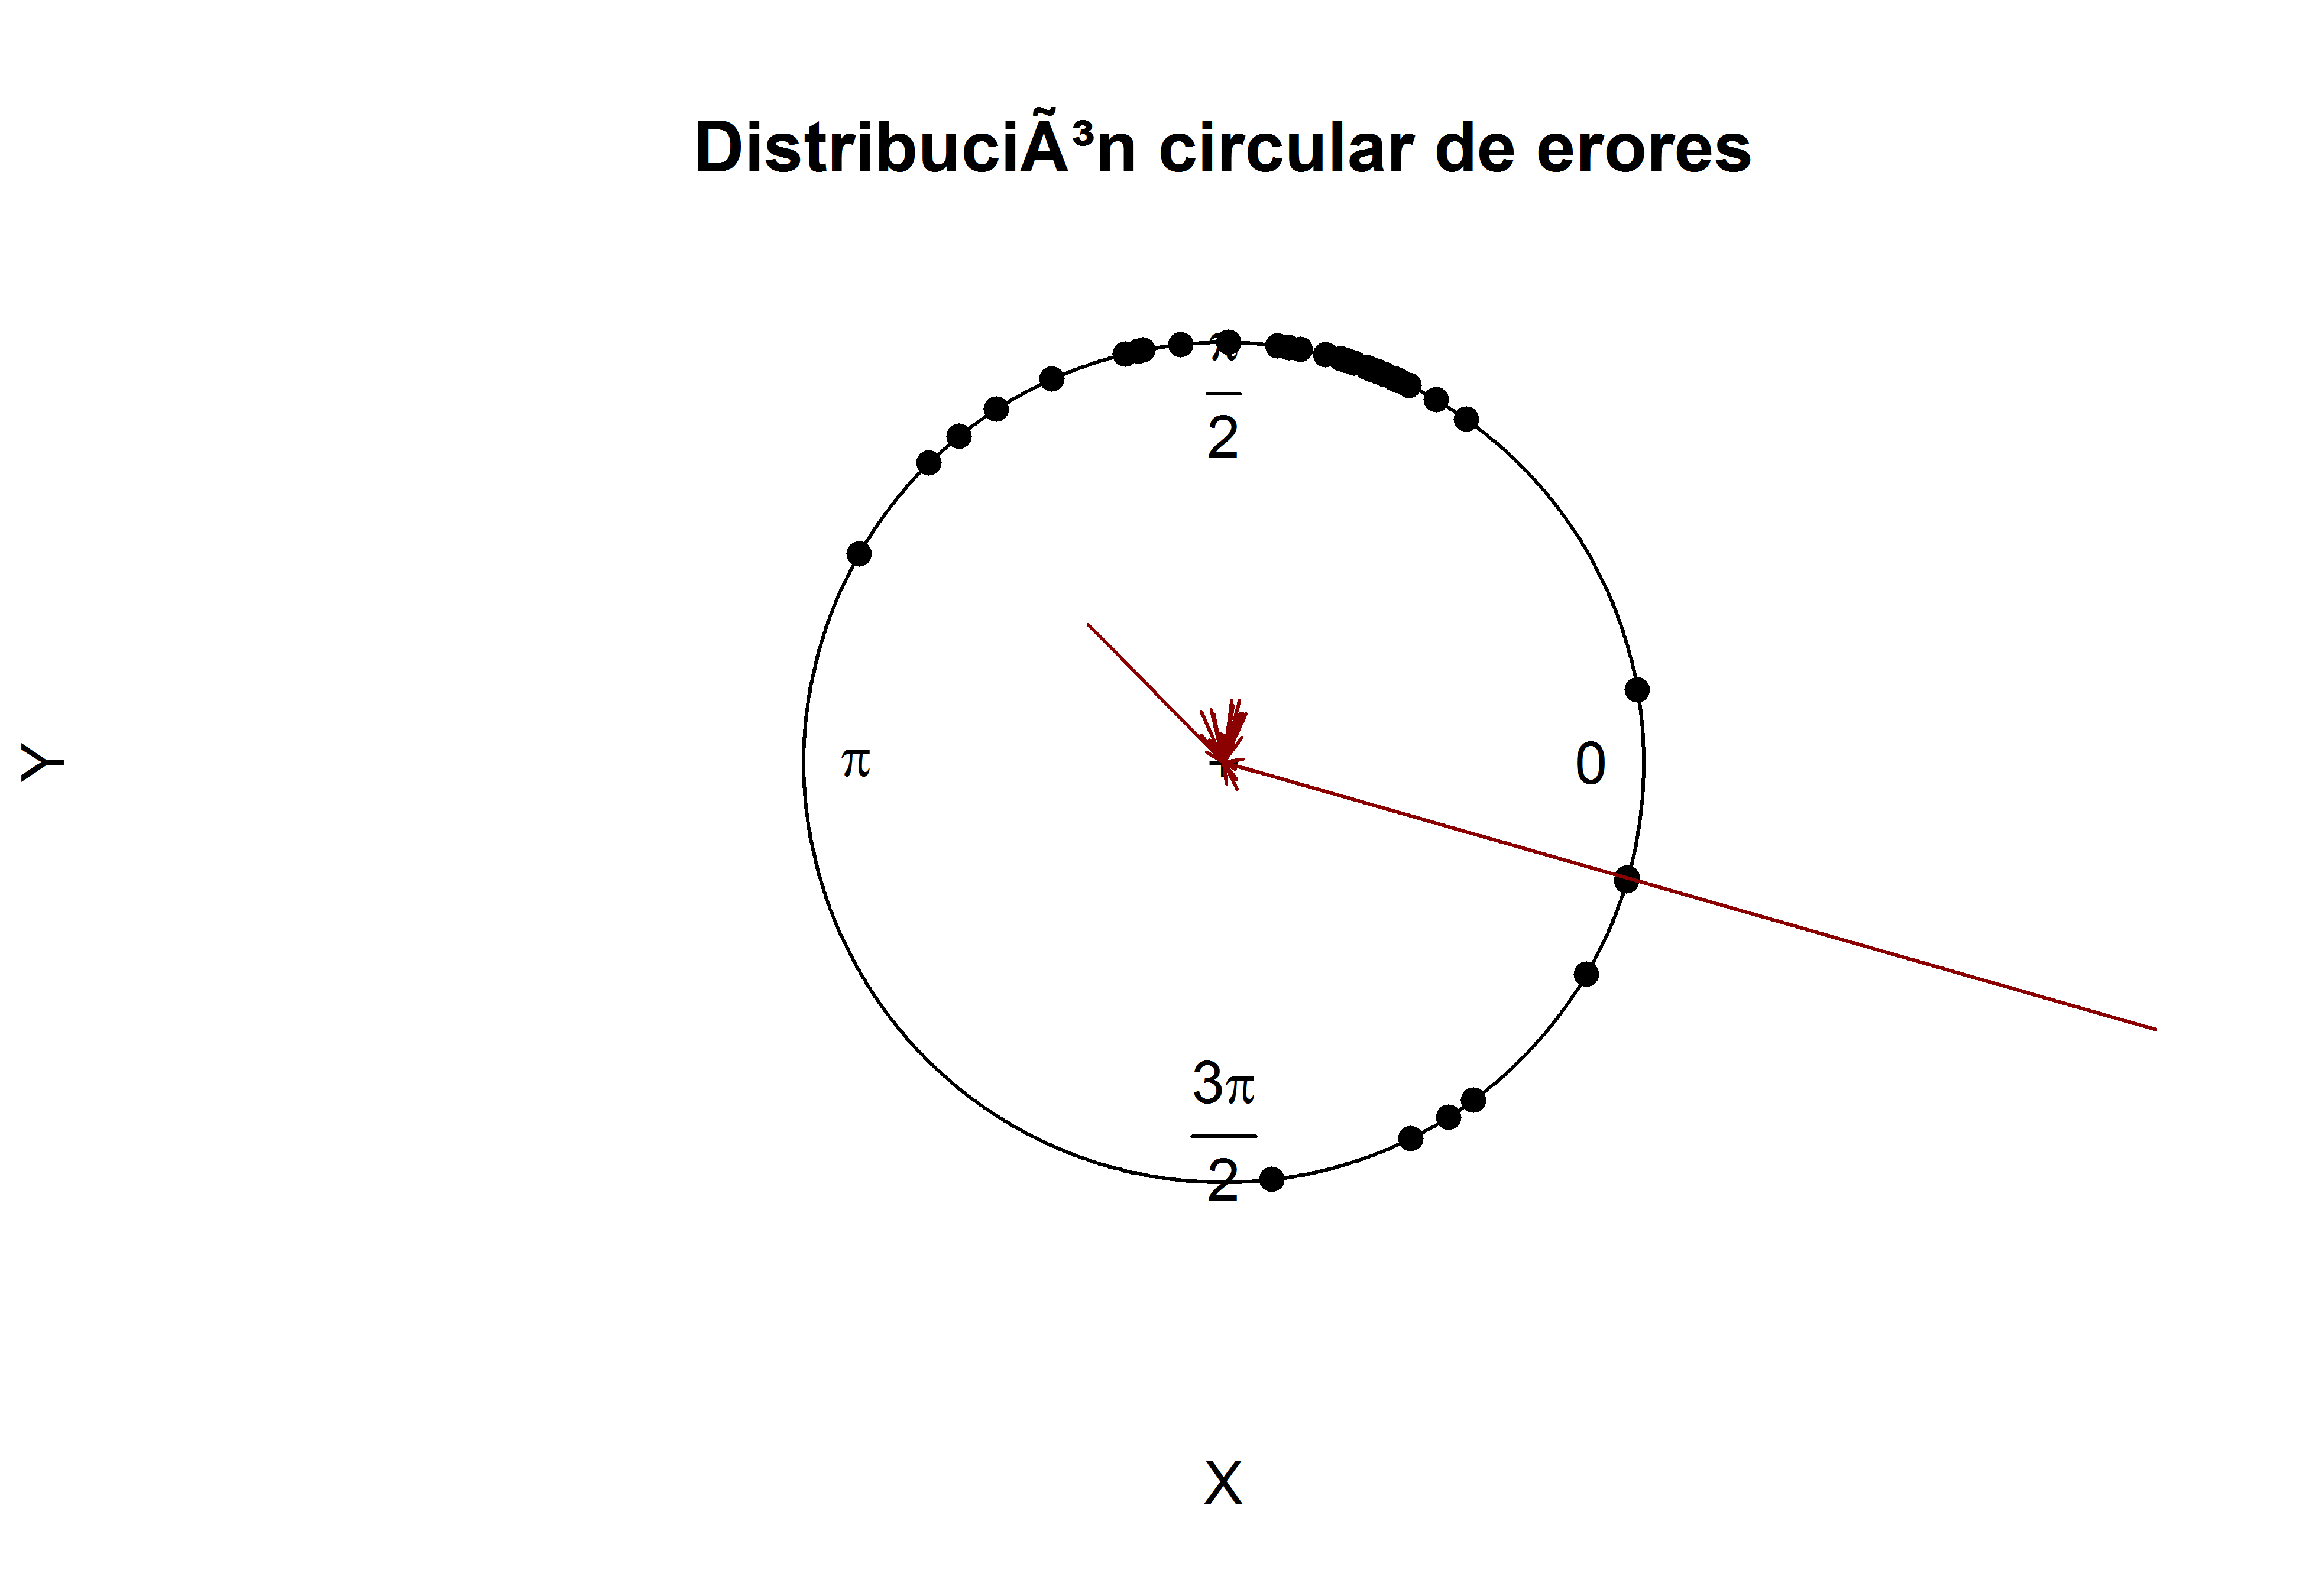 DistribuciÃ³n circular de erores
π
2
Y
π
0
3π
2
X